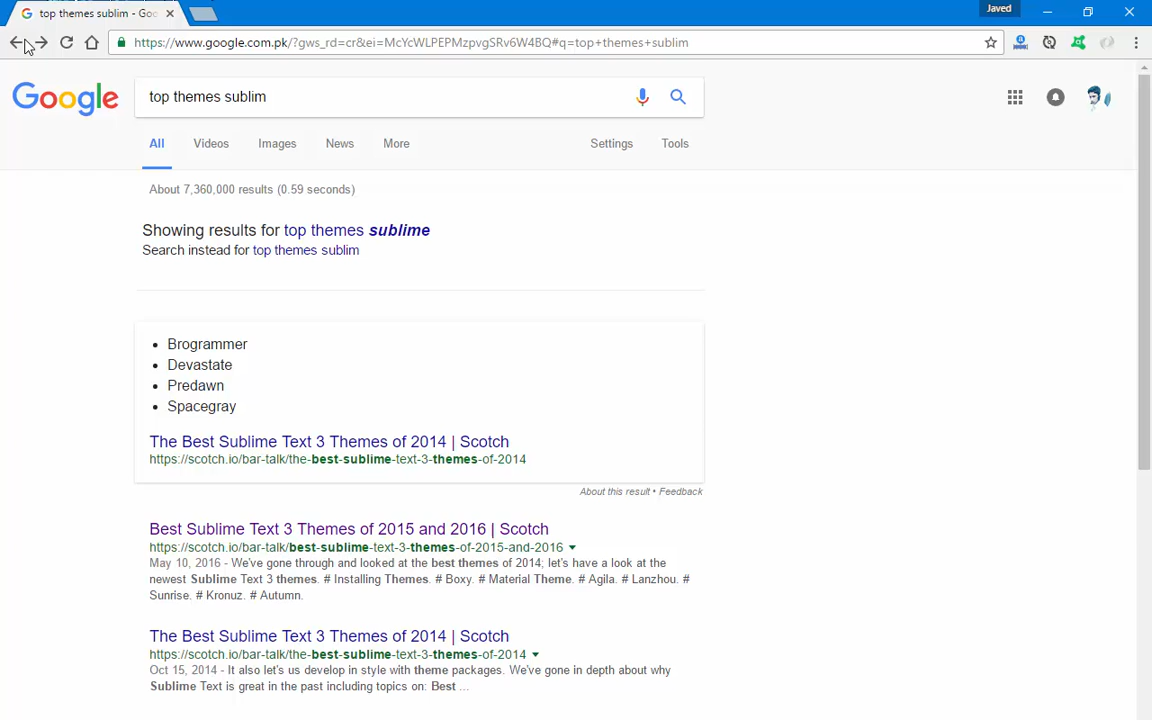 top themes sublim - Goo
Javed
https://www.google.com.pk/?gws_rd=cr&ei=McYcWLPEPMzpvgSRv6W4BQ#q=top+themes+sublim
Google
top themes sublim
All Videos Images News More Settings Tools
About 7,360,000 results (0.59 seconds)
Showing results for top themes sublime
Search instead for top themes sublim
Brogrammer
Devastate
Predawn
Spacegray
The Best Sublime Text 3 Themes of 2014 | Scotch
https://scotch.io/bar-talk/the-best-sublime-text-3-themes-of-2014
About this result • Feedback
Best Sublime Text 3 Themes of 2015 and 2016 | Scotch
https://scotch.io/bar-talk/best-sublime-text-3-themes-of-2015-and-2016
May 10, 2016 - We've gone through and looked at the best themes of 2014; let's have a look at the
newest Sublime Text 3 themes. # Installing Themes. # Boxy. # Material Theme. # Agila. # Lanzhou. #
Sunrise. # Kronuz. # Autumn.
The Best Sublime Text 3 Themes of 2014 | Scotch
https://scotch.io/bar-talk/the-best-sublime-text-3-themes-of-2014
Oct 15, 2014 - It also let's us develop in style with theme packages. We've gone in depth about why
Sublime Text is great in the past including topics on: Best ...